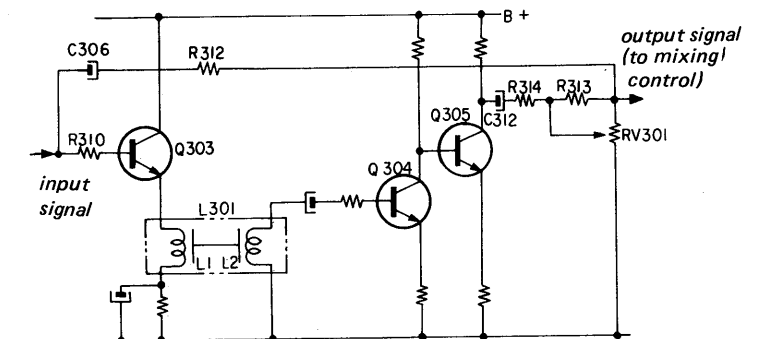 B +
C306
R312
output signal
(to mixing
control)
R314
R313
Q305
C312
R310
Q303
RV301
Q304
input
signal
L301
L1 L2